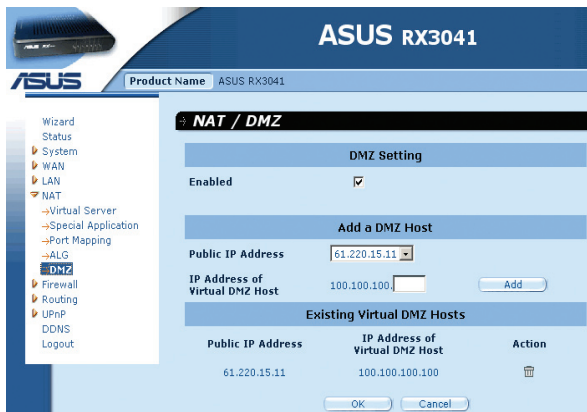 ASUS RX3041
ASUS
Product Name ASUS RX3041
Wizard
Status
System
WAN
LAN
NAT
Virtual Server
Special Application
Port Mapping
ALG
DMZ
Firewall
Routing
UPnP
DDNS
Logout
NAT / DMZ
DMZ Setting
Enabled
Add a DMZ Host
Public IP Address 61.220.15.11
IP Address of
Virtual DMZ Host 100.100.100. Add
Existing Virtual DMZ Hosts
Public IP Address IP Address of Virtual DMZ Host Action
61.220.15.11 100.100.100.100
OK Cancel